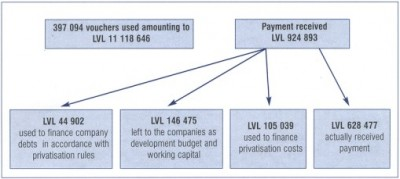 397 094 vouchers used amounting to
LVL 11 118 646
Payment received
LVL 924 893
LVL 44 902
used to finance company
debts in accordance with
privatisation rules
LVL 146 475
left to the companies as
development budget and
working capital
LVL 105 039
used to finance
privatisation costs
LVL 628 477
actually received
payment